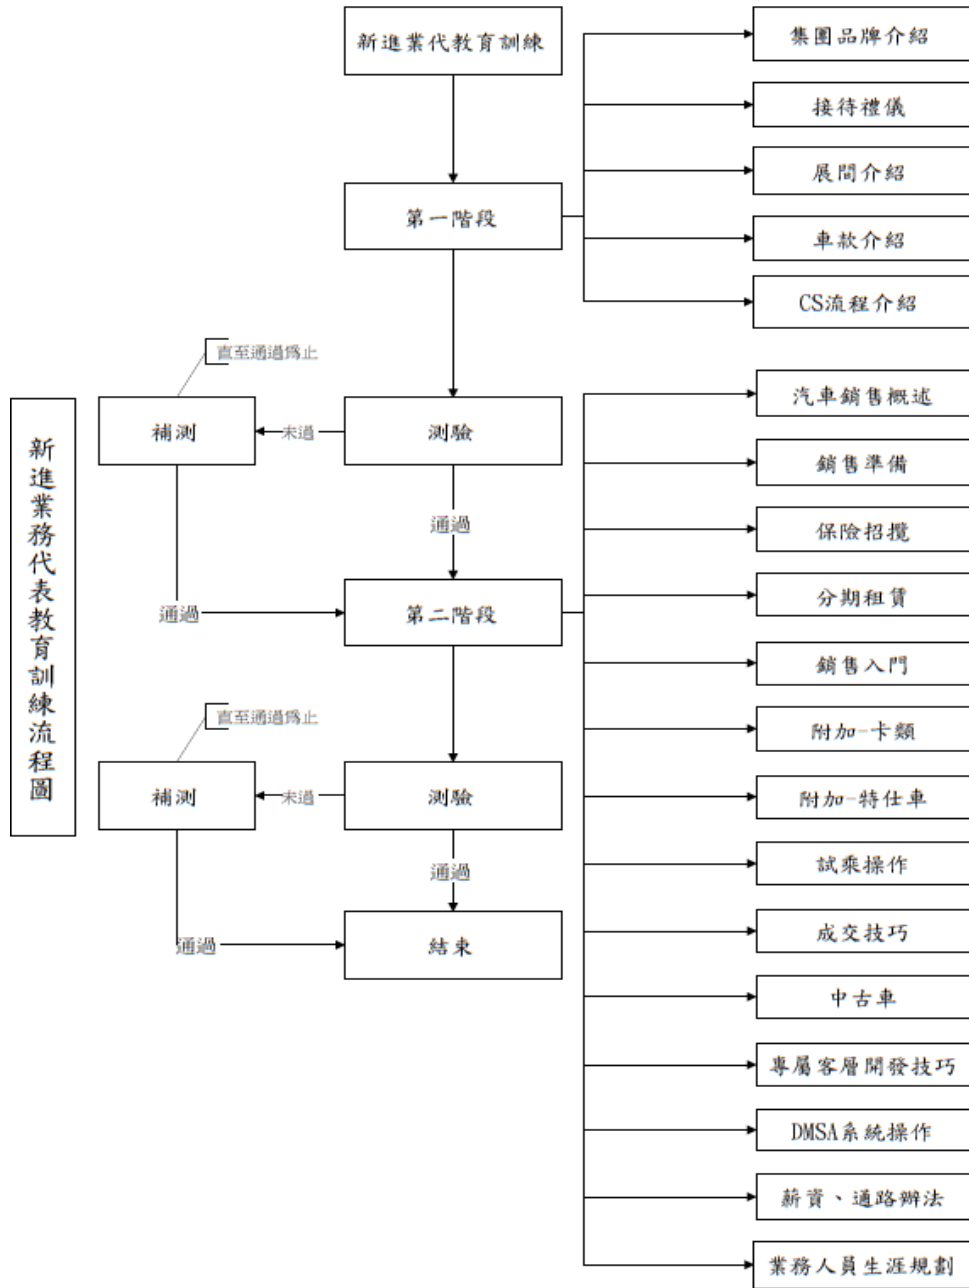 新進業務代表教育訓練流程圖
新進業代教育訓練
第一階段
集團品牌介紹
接待禮儀
展間介紹
車款介紹
CS流程介紹
直至通過為止
補測
未過
測驗
通過
通過
第二階段
汽車銷售概述
銷售準備
保險招攬
分期租賃
銷售入門
附加-卡類
附加-特仕車
試乘操作
成交技巧
中古車
專屬客層開發技巧
DMSA系統操作
薪資、通路辦法
業務人員生涯規劃
直至通過為止
補測
未過
測驗
通過
通過
結束